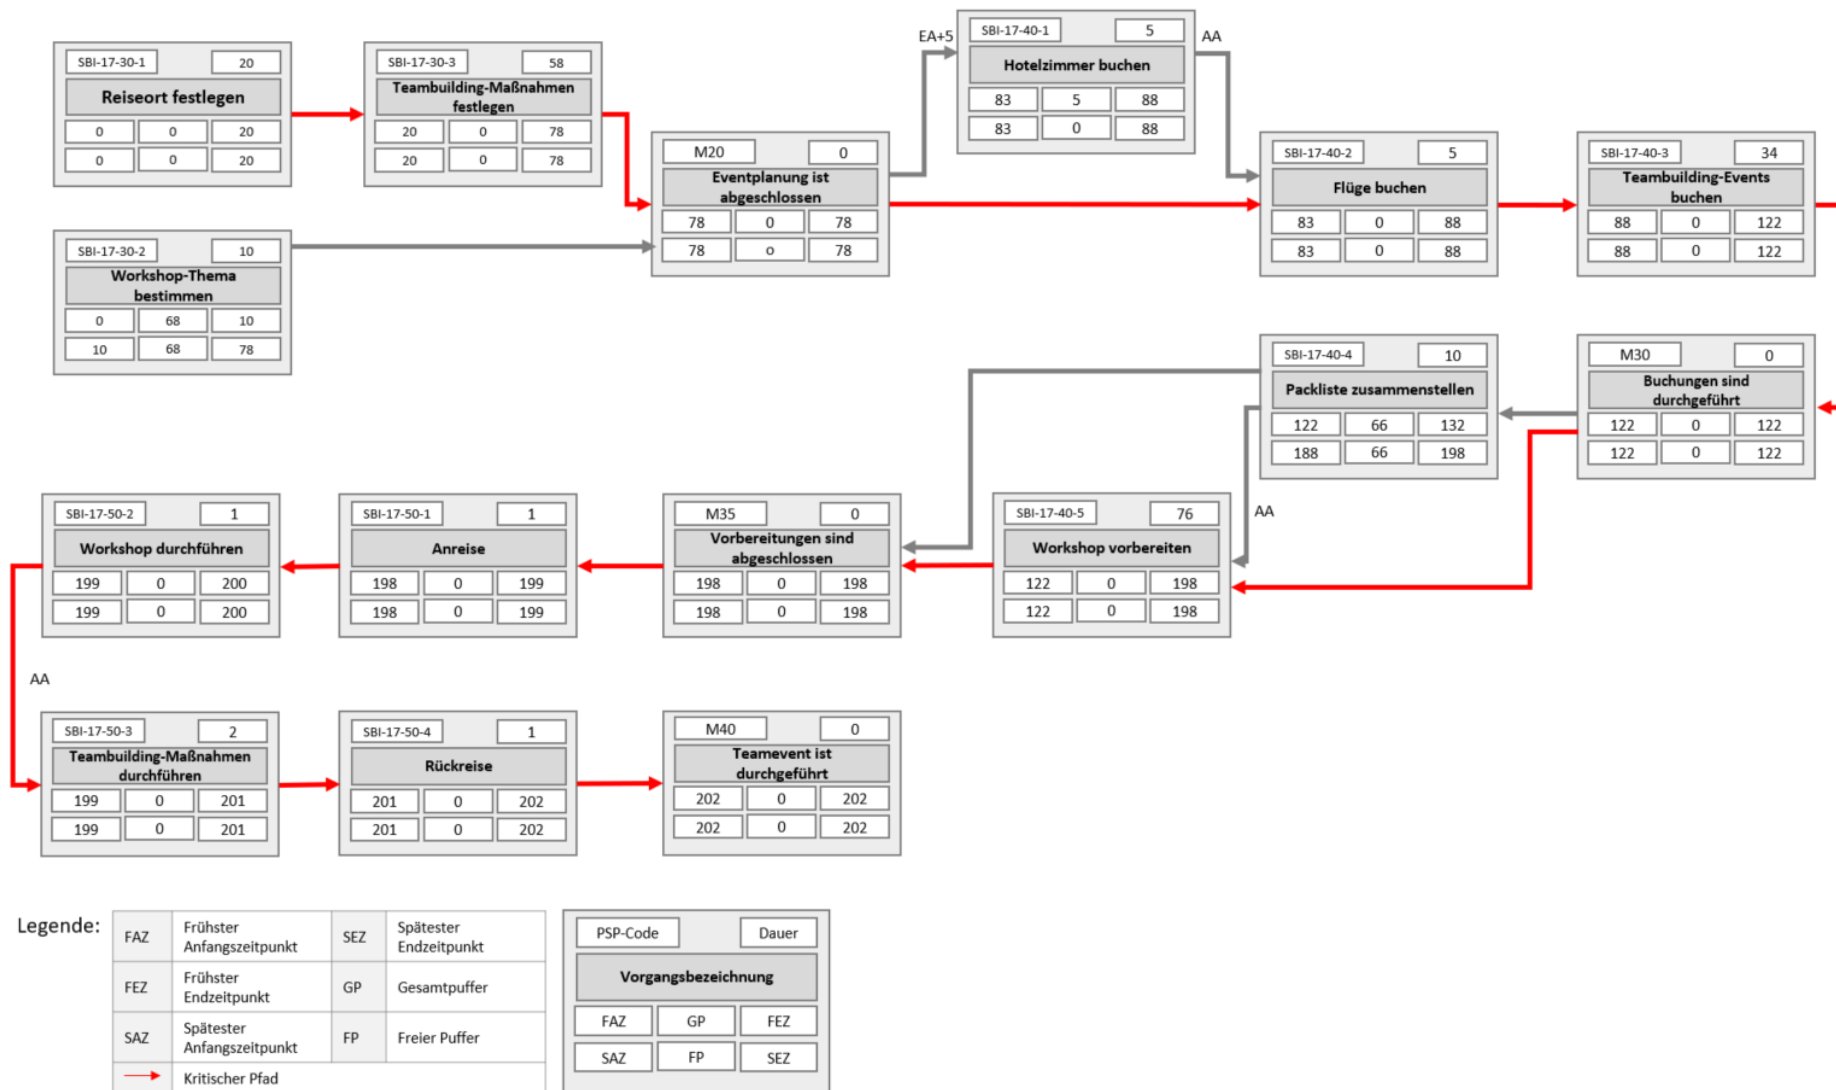 SBI-17-30-1 20
Reiseort festlegen
0 0 20
0 0 20
SBI-17-30-3 58
Teambuilding-Maßnahmen
festlegen
20 0 78
20 0 78
SBI-17-30-2 10
Workshop-Thema
bestimmen
0 68 10
10 68 78
M20 0
Eventplanung ist
abgeschlossen
78 0 78
78 o 78
EA+5
SBI-17-40-1 5
Hotelzimmer buchen
83 5 88
83 0 88
AA
SBI-17-40-2 5
Flüge buchen
83 0 88
83 0 88
SBI-17-40-3 34
Teambuilding-Events
buchen
88 0 122
88 0 122
M30 0
Buchungen sind
durchgeführt
122 0 122
122 0 122
SBI-17-40-4 10
Packliste zusammenstellen
122 66 132
188 66 198
AA
SBI-17-40-5 76
Workshop vorbereiten
122 0 198
122 0 198
M35 0
Vorbereitungen sind
abgeschlossen
198 0 198
198 0 198
SBI-17-50-1 1
Anreise
198 0 199
198 0 199
SBI-17-50-2 1
Workshop durchführen
199 0 200
199 0 200
AA
SBI-17-50-3 2
Teambuilding-Maßnahmen
durchführen
199 0 201
199 0 201
SBI-17-50-4 1
Rückreise
201 0 202
201 0 202
M40 0
Teamevent ist
durchgeführt
202 0 202
202 0 202
Legende:
FAZ Frühster
Anfangszeitpunkt
SEZ Spätester
Endzeitpunkt
FEZ Frühster
Endzeitpunkt
GP Gesamtpuffer
SAZ Spätester
Anfangszeitpunkt
FP Freier Puffer
Kritischer Pfad
PSP-Code Dauer
Vorgangsbezeichnung
FAZ GP FEZ
SAZ FP SEZ